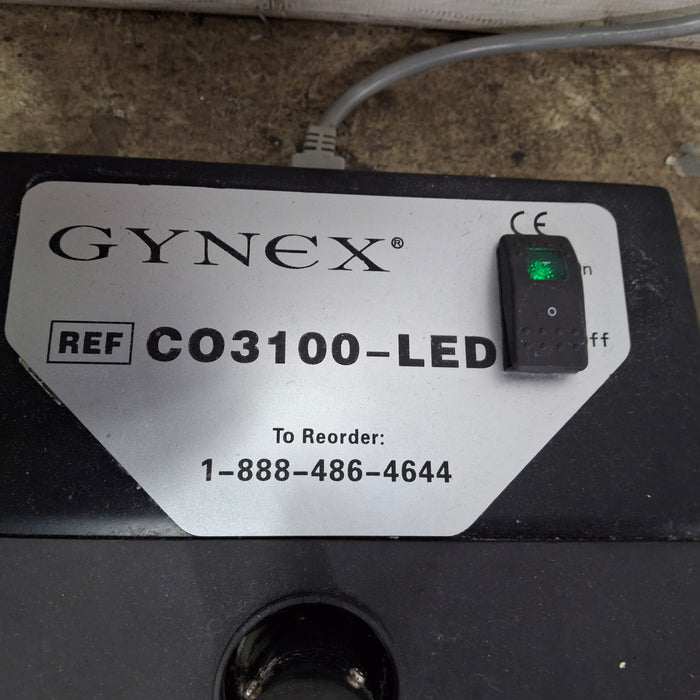 GYNEX®
CE
REF CO3100-LED
O
To Reorder:
1-888-486-4644